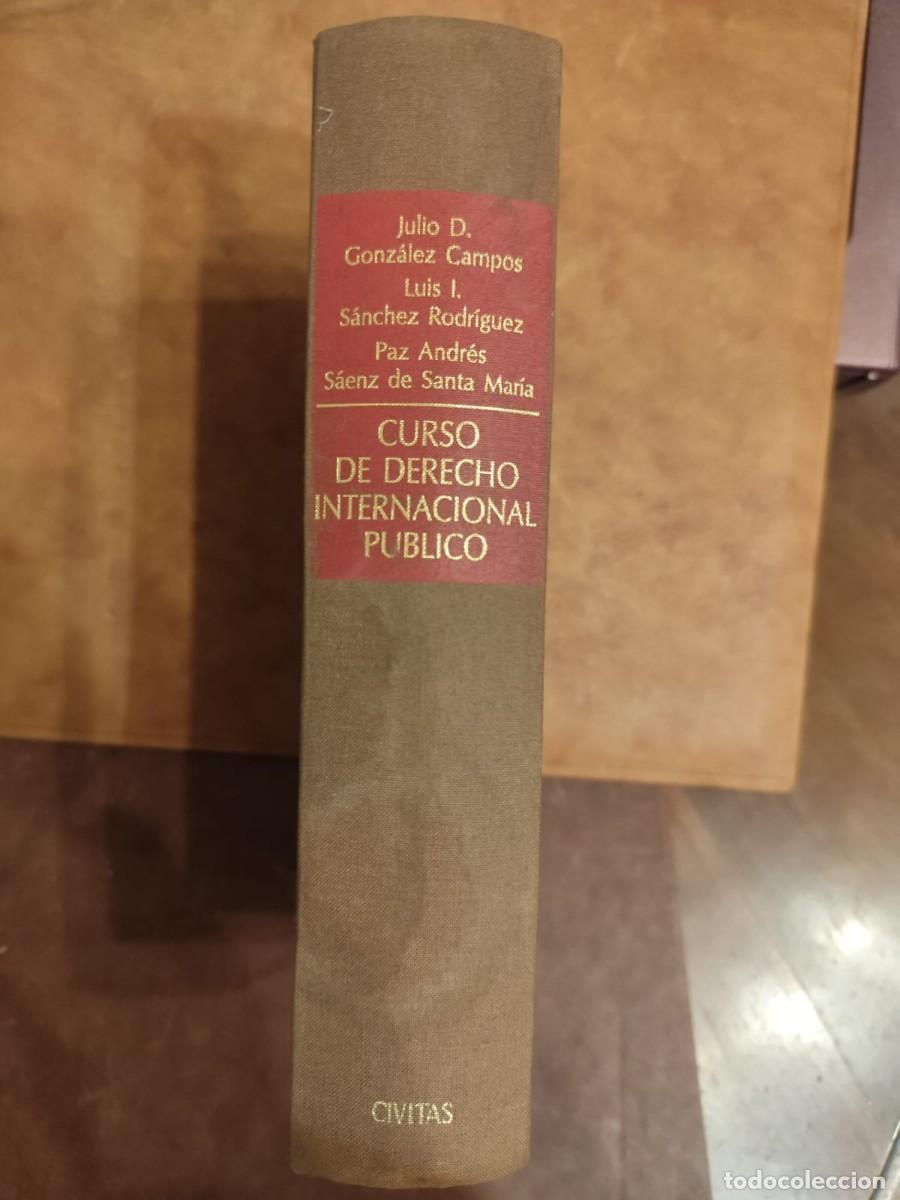 Julio D.
González Campos
Luis I.
Sánchez Rodríguez
Paz Andrés
Sáenz de Santa María
CURSO
DE DERECHO
INTERNACIONAL
PUBLICO
CIVITAS
todocoleccion